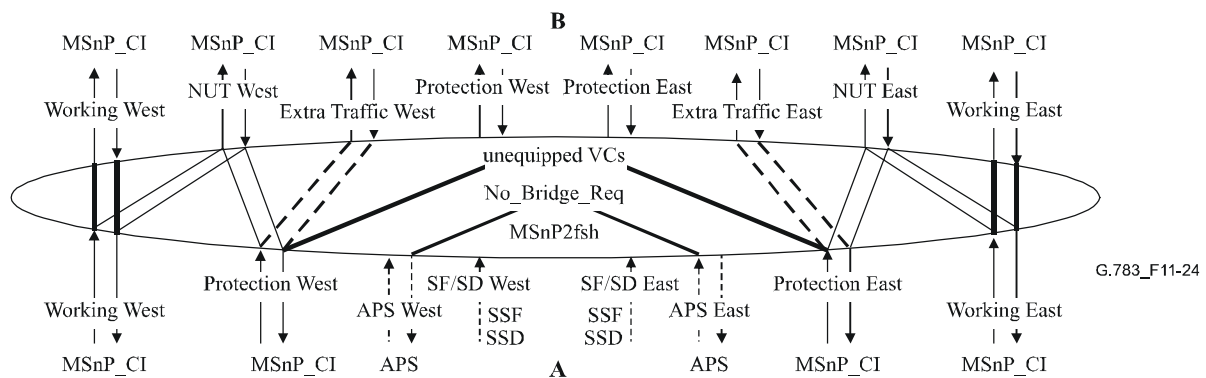 B
MSnP_CI MSnP_CI MSnP_CI MSnP_CI MSnP_CI MSnP_CI MSnP_CI MSnP_CI
Working West NUT West Extra Traffic West Protection West Protection East Extra Traffic East NUT East Working East
unequipped VCs
No_Bridge_Req
MSnP2fsh
Working West Protection West APS West SF/SD West SF/SD East APS East Protection East Working East
G.783_F11-24
SSF SSF
SSD SSD
MSnP_CI MSnP_CI APS APS MSnP_CI MSnP_CI
A